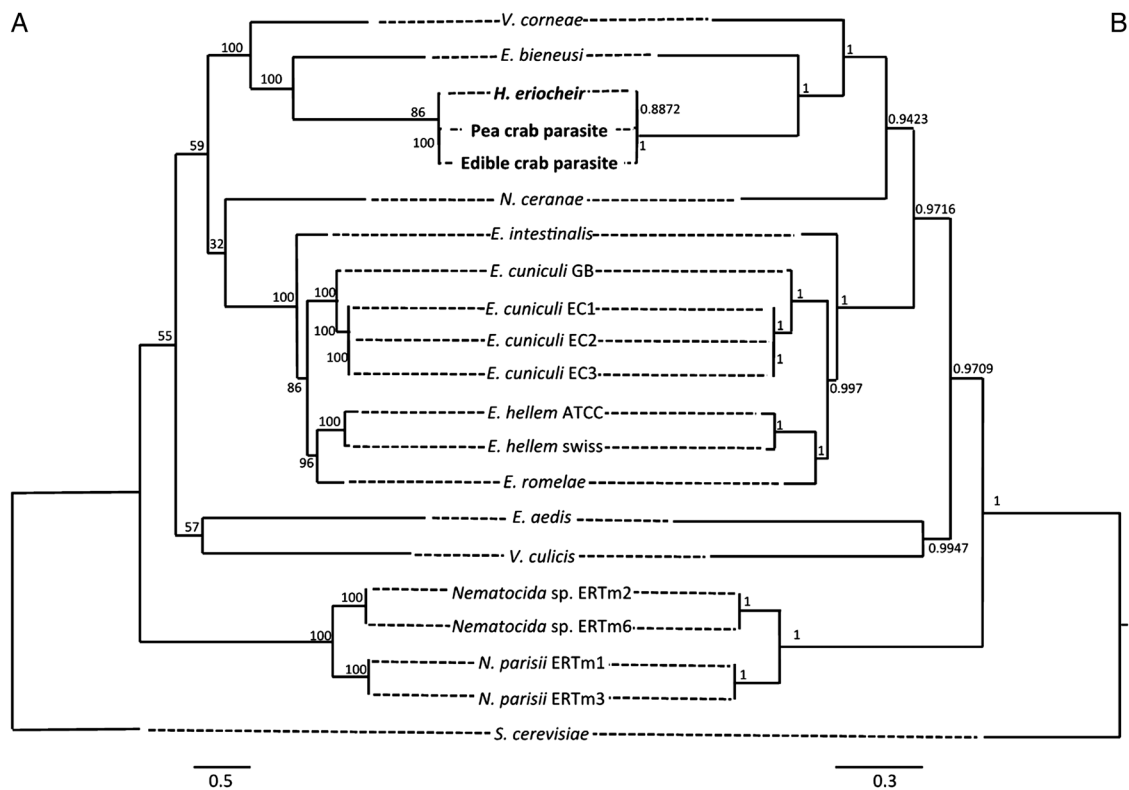 A
B
V. corneae
100
1
E. bieneusi
100
1
H. eriocheir
86
0.8872
0.9423
Pea crab parasite
100
1
59
Edible crab parasite
N. ceranae
0.9716
E. intestinalis
32
E. cuniculi GB
100
100
1
1
E. cuniculi EC1
100
1
55
E. cuniculi EC2
100
1
E. cuniculi EC3
86
0.997
0.9709
E. hellem ATCC
100
1
E. hellem swiss
96
1
E. romelae
1
E. aedis
57
0.9947
V. culicis
Nematocida sp. ERTm2
100
1
Nematocida sp. ERTm6
100
1
N. parisii ERTm1
100
1
N. parisii ERTm3
S. cerevisiae
0.5
0.3